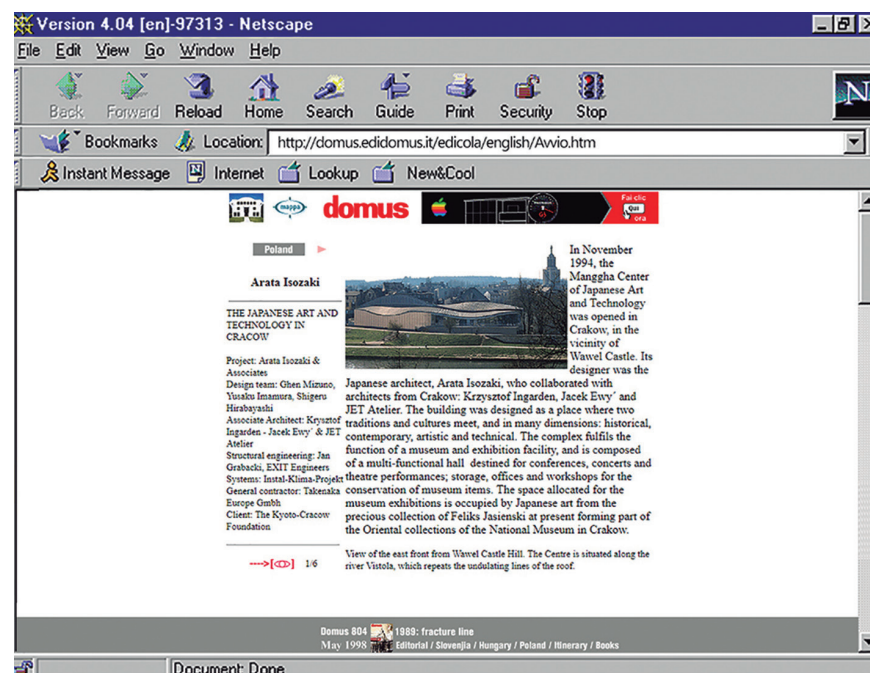 Version 4.04 [en]-97313 - Netscape
File Edit View Go Window Help
Back Forward Reload Home Search Guide Print Security Stop
N
Bookmarks Location: http://domus.edidomus.it/edicola/english/Avvio.htm
Instant Message Internet Lookup New&Cool
mappa domus Fai clic
Qui
ora
Poland
Arata Isozaki
THE JAPANESE ART AND
TECHNOLOGY IN
CRACOW
Project: Arata Isozaki &
Associates
Design team: Ghen Mizuno,
Yusaku Imamura, Shigeru
Hirabayashi
Associate Architect: Krysztof
Ingarden - Jacek Ewy´ & JET
Atelier
Structural engineering: Jan
Grabacki, EXIT Engineers
Systems: Instal-Klima-Projekt
General contractor: Takenaka
Europe Gmbh
Client: The Kyoto-Cracow
Foundation
---->[ ] 1/6
In November
1994, the
Manggha Center
of Japanese Art
and Technology
was opened in
Crakow, in the
vicinity of
Wawel Castle. Its
designer was the
Japanese architect, Arata Isozaki, who collaborated with
architects from Crakow: Krzysztof Ingarden, Jacek Ewy´ and
JET Atelier. The building was designed as a place where two
traditions and cultures meet, and in many dimensions: historical,
contemporary, artistic and technical. The complex fulfils the
function of a museum and exhibition facility, and is composed
of a multi-functional hall destined for conferences, concerts and
theatre performances; storage, offices and workshops for the
conservation of museum items. The space allocated for the
museum exhibitions is occupied by Japanese art from the
precious collection of Feliks Jasienski at present forming part of
the Oriental collections of the National Museum in Crakow.
View of the east front from Wawel Castle Hill. The Centre is situated along the
river Vistola, which repeats the undulating lines of the roof.
Domus 804 1989: fracture line
May 1998 Editorial / Slovenjia / Hungary / Poland / Itinerary / Books
Document: Done